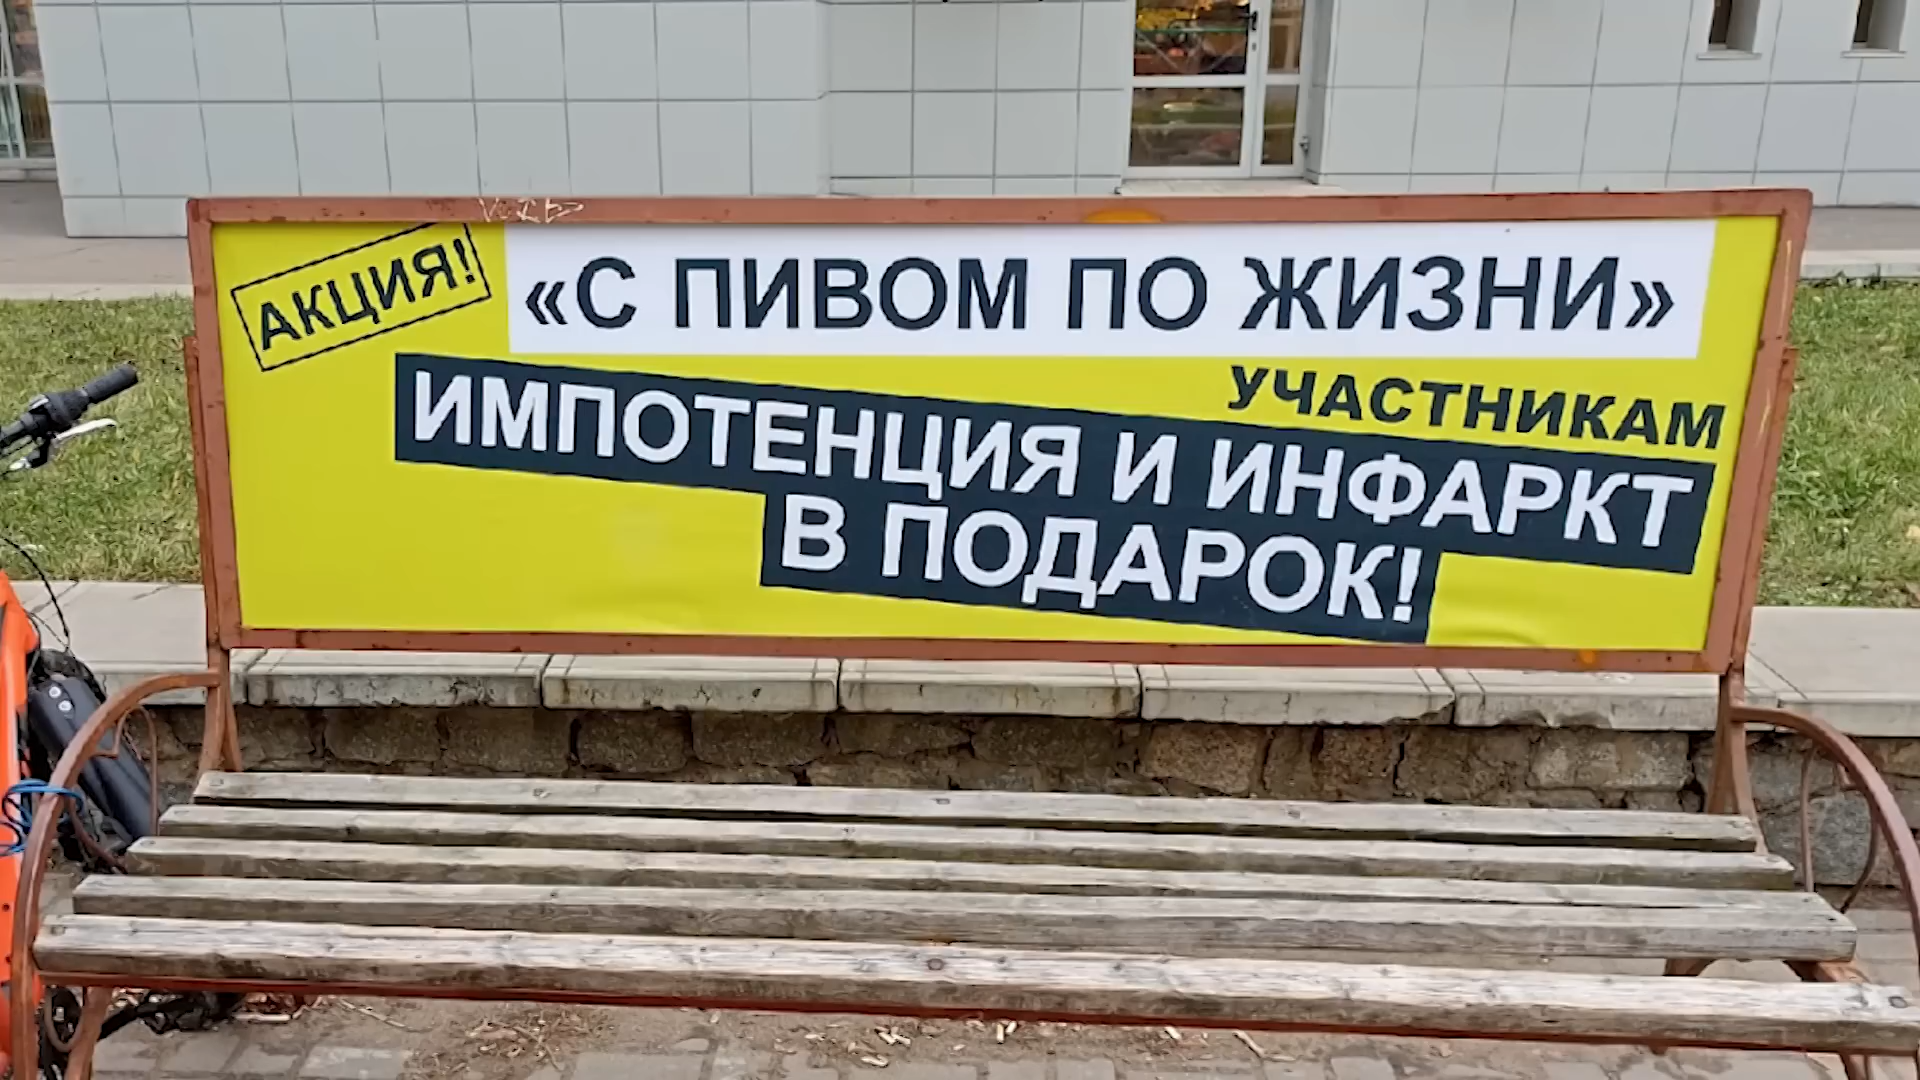 АКЦИЯ!
«С ПИВОМ ПО ЖИЗНИ»
УЧАСТНИКАМ
ИМПОТЕНЦИЯ И ИНФАРКТ
В ПОДАРОК!